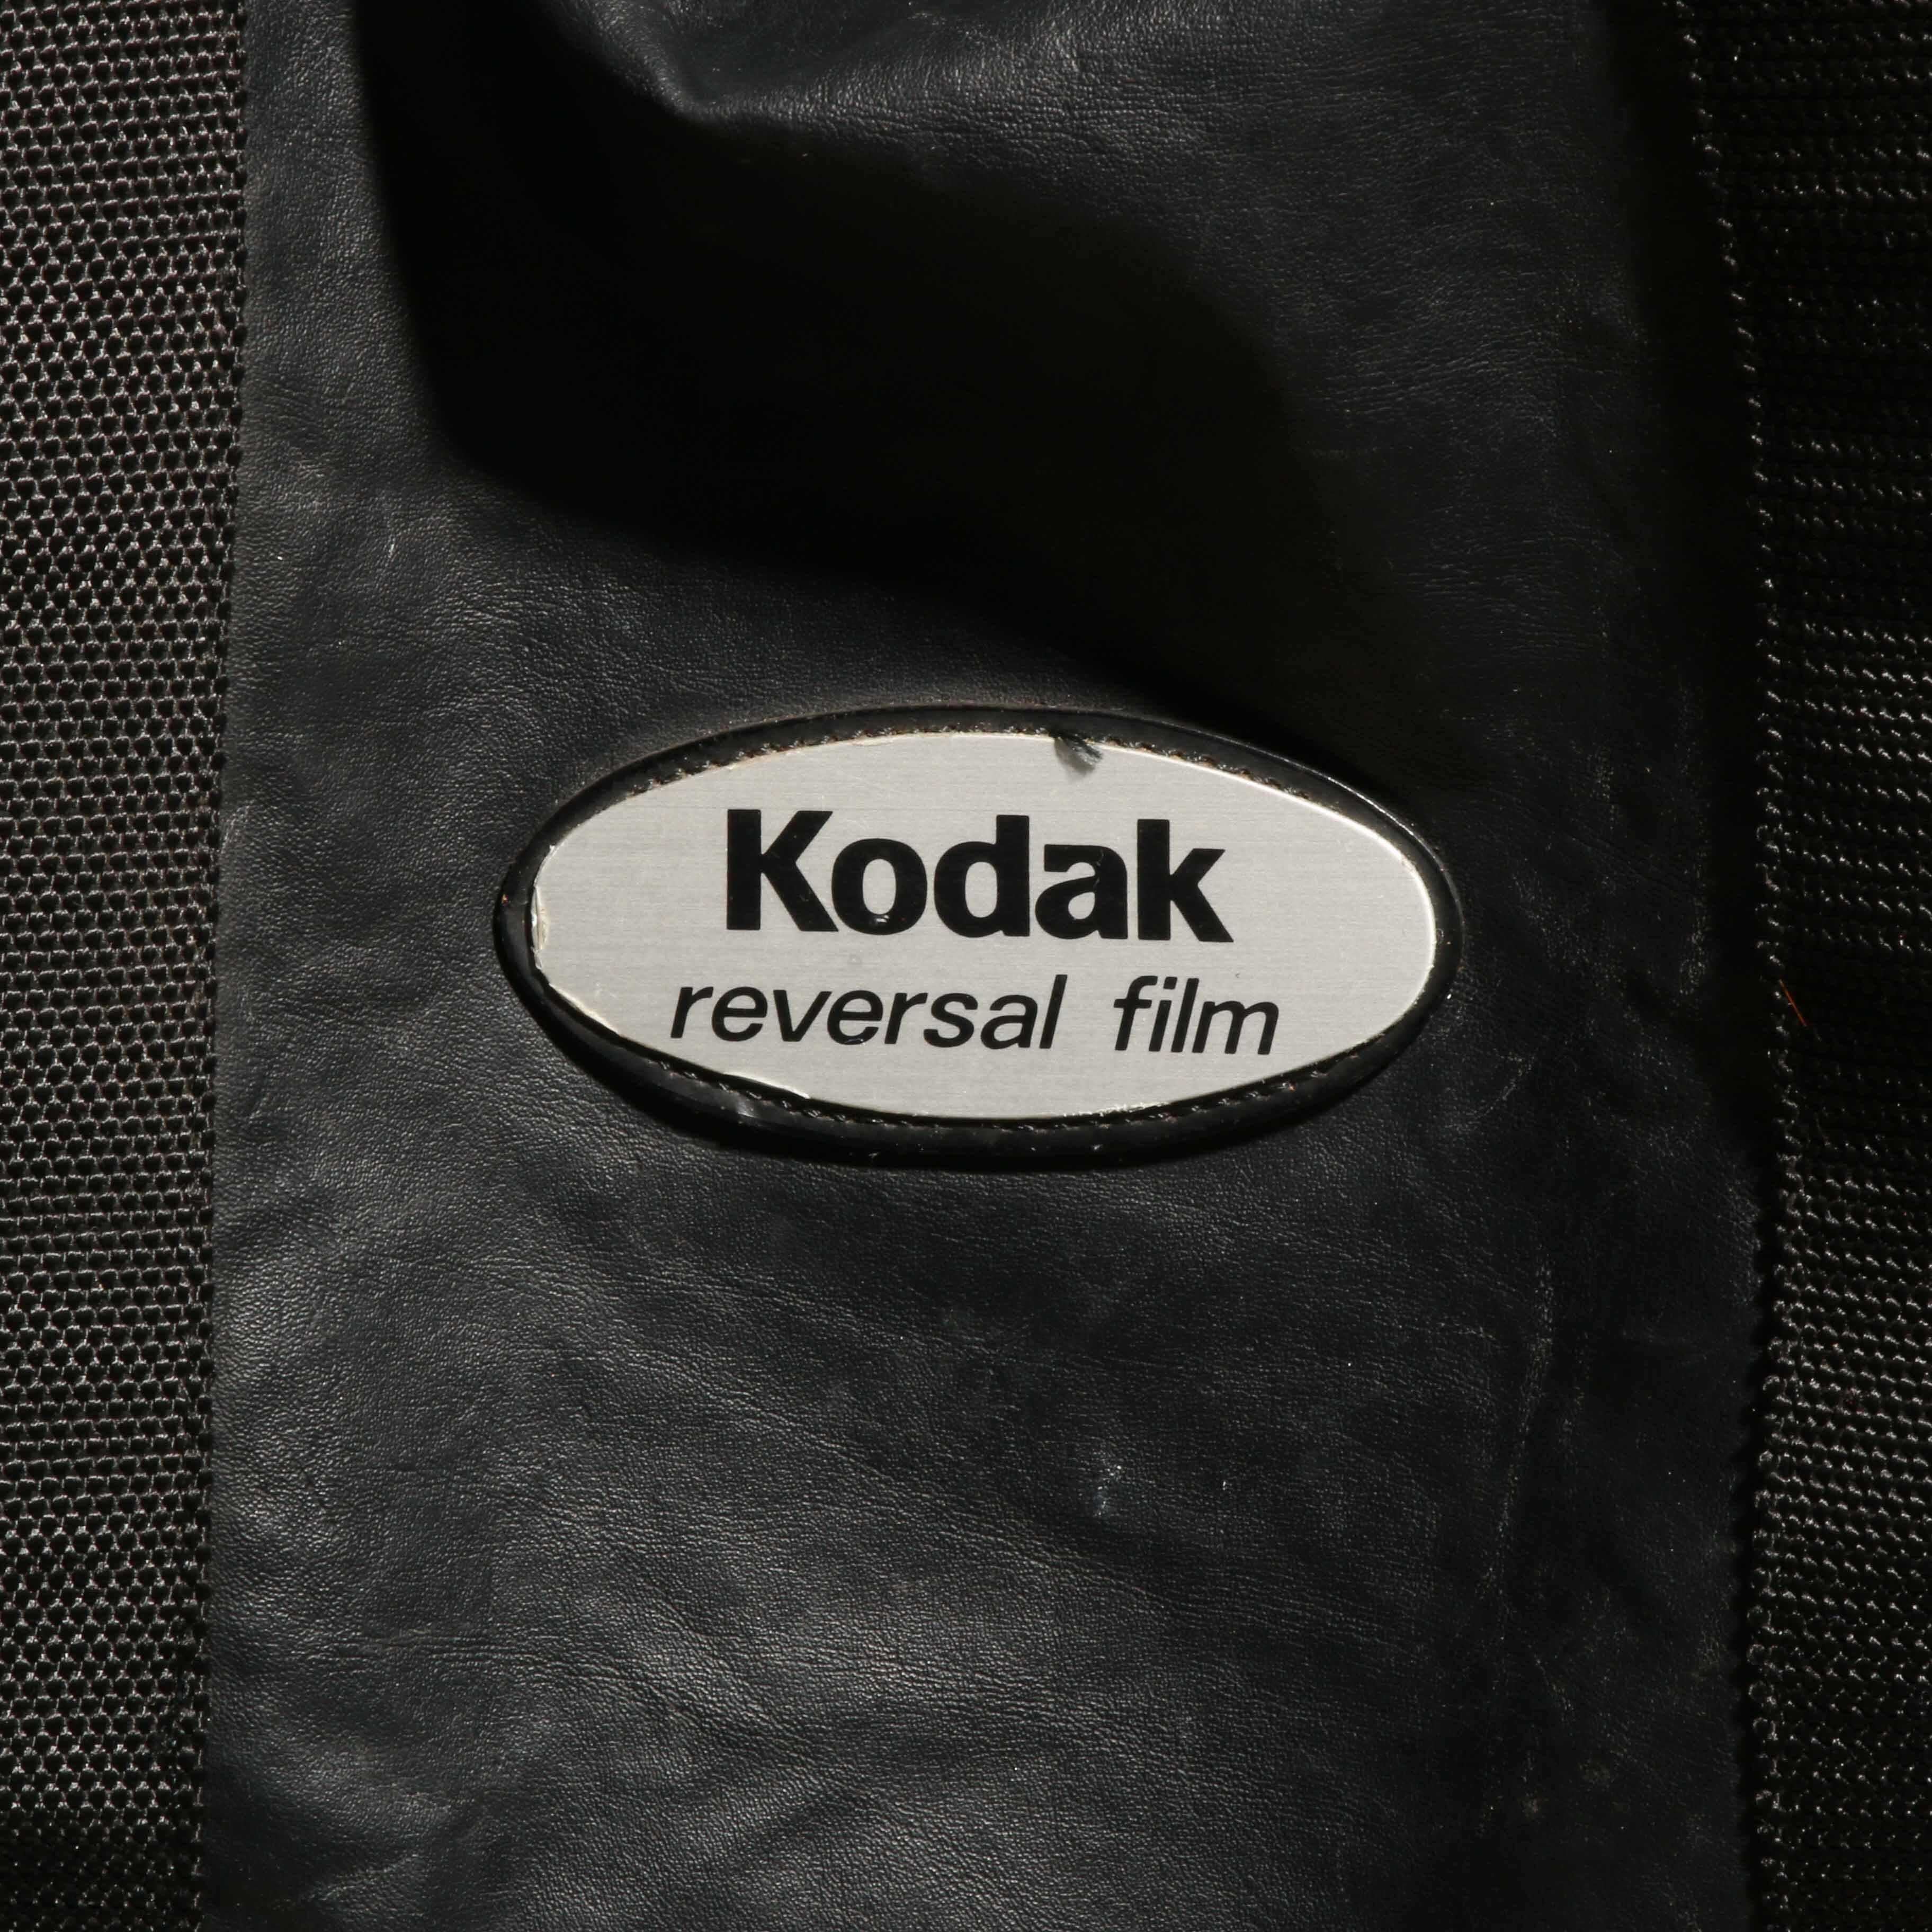 Kodak
reversal film